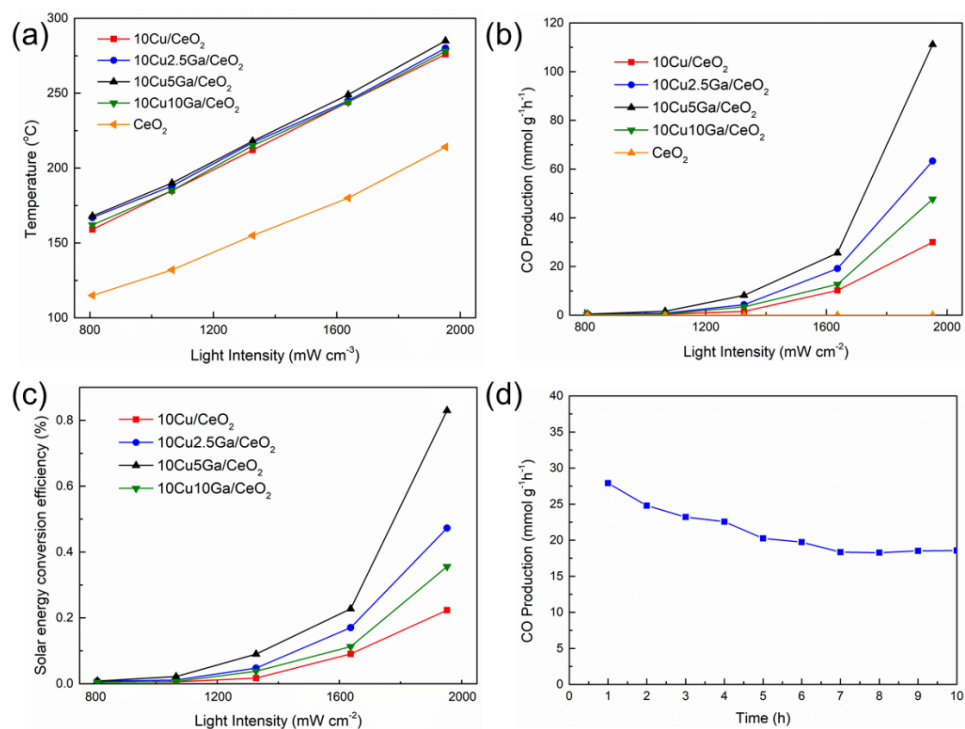 (a)
300
250
200
150
100
800
1200
1600
2000
Temperature (°C)
Light Intensity (mW cm⁻³)
10Cu/CeO₂
10Cu2.5Ga/CeO₂
10Cu5Ga/CeO₂
10Cu10Ga/CeO₂
CeO₂
(b)
120
100
80
60
40
20
0
800
1200
1600
2000
CO Production (mmol g⁻¹h⁻¹)
Light Intensity (mW cm⁻²)
10Cu/CeO₂
10Cu2.5Ga/CeO₂
10Cu5Ga/CeO₂
10Cu10Ga/CeO₂
CeO₂
(c)
0.8
0.6
0.4
0.2
0.0
800
1200
1600
2000
Solar energy conversion efficiency (%)
Light Intensity (mW cm⁻²)
10Cu/CeO₂
10Cu2.5Ga/CeO₂
10Cu5Ga/CeO₂
10Cu10Ga/CeO₂
(d)
40
35
30
25
20
15
10
5
0
0
1
2
3
4
5
6
7
8
9
10
CO Production (mmol g⁻¹h⁻¹)
Time (h)